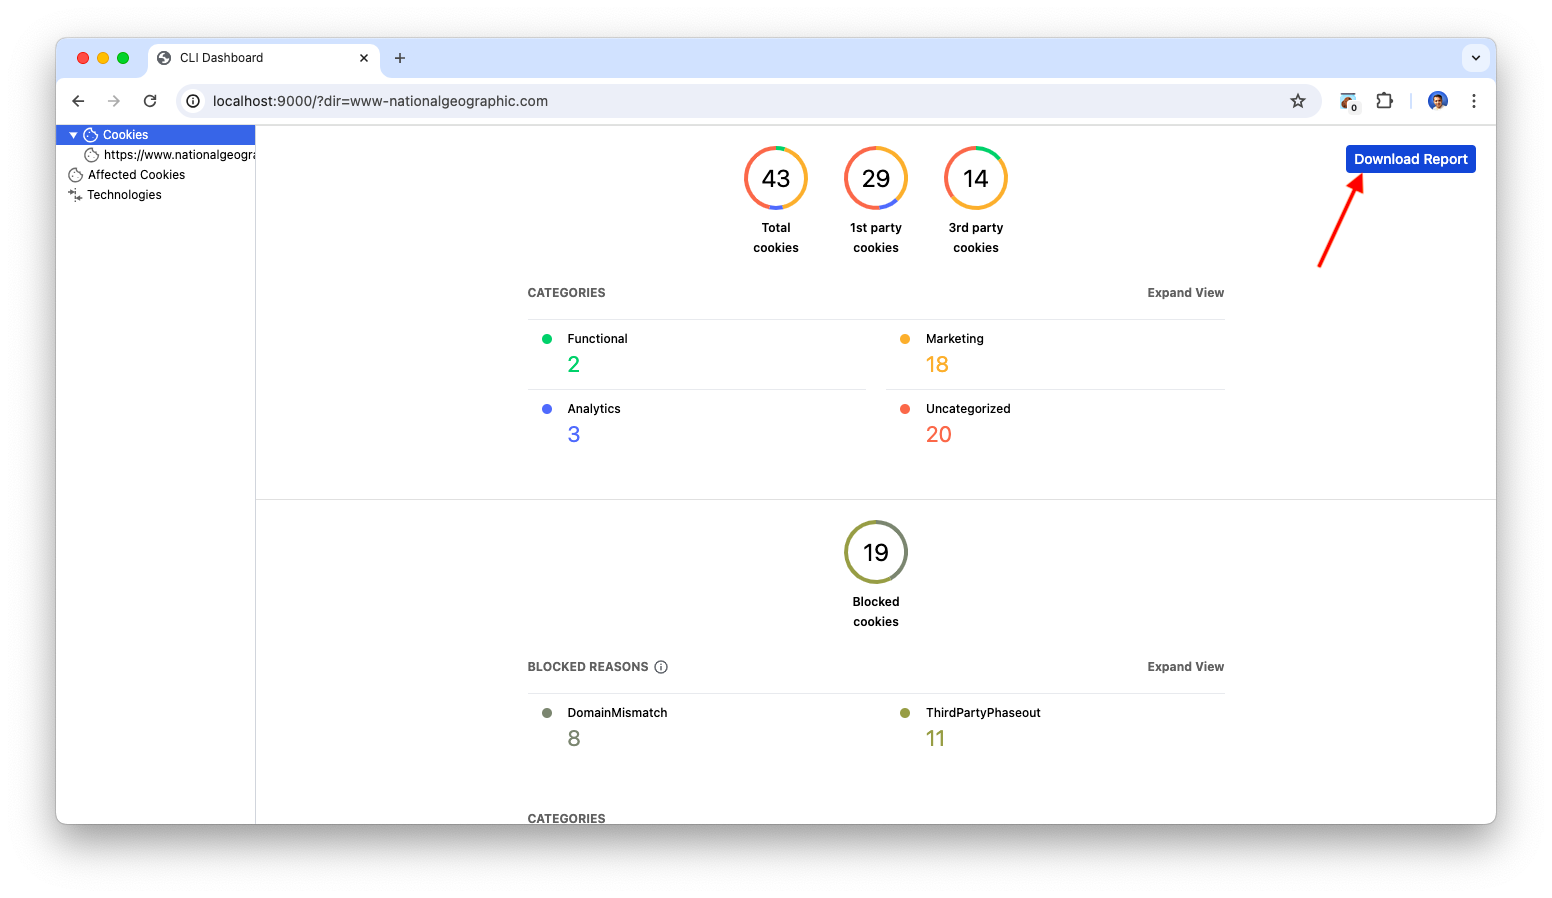 CLI Dashboard
localhost:9000/?dir=www-nationalgeographic.com
0
Cookies
https://www.nationalgeogra
Affected Cookies
Technologies
Download Report
43
29
14
Total
cookies
1st party
cookies
3rd party
cookies
CATEGORIES
Expand View
Functional
2
Marketing
18
Analytics
3
Uncategorized
20
19
Blocked
cookies
BLOCKED REASONS
Expand View
DomainMismatch
8
ThirdPartyPhaseout
11
CATEGORIES